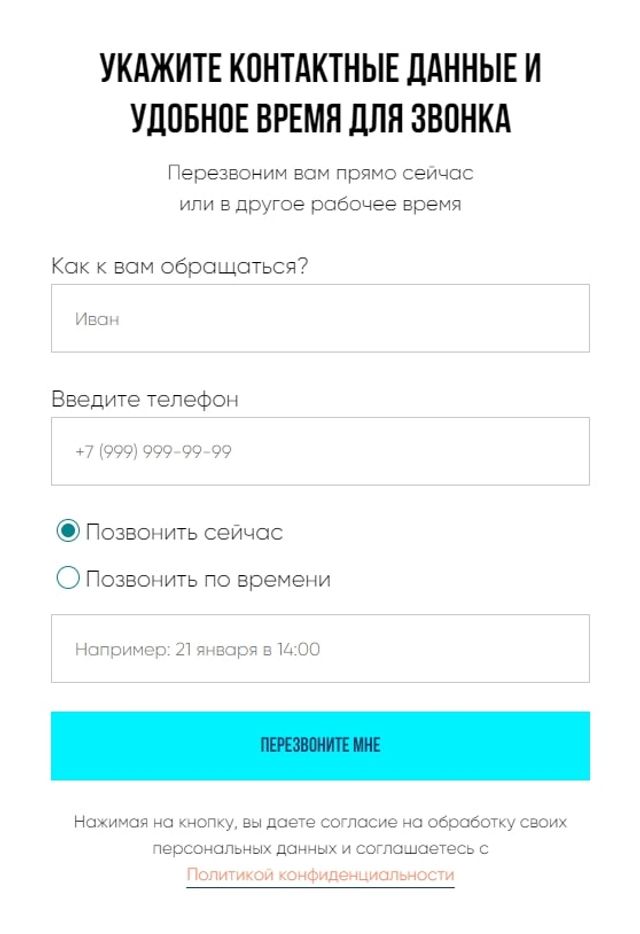 УКАЖИТЕ КОНТАКТНЫЕ ДАННЫЕ И
УДОБНОЕ ВРЕМЯ ДЛЯ ЗВОНКА
Перезвоним вам прямо сейчас
или в другое рабочее время
Как к вам обращаться?
Иван
Введите телефон
+7 (999) 999-99-99
Позвонить сейчас
Позвонить по времени
Например: 21 января в 14:00
ПЕРЕЗВОНИТЕ МНЕ
Нажимая на кнопку, вы даете согласие на обработку своих
персональных данных и соглашаетесь с
Политикой конфиденциальности